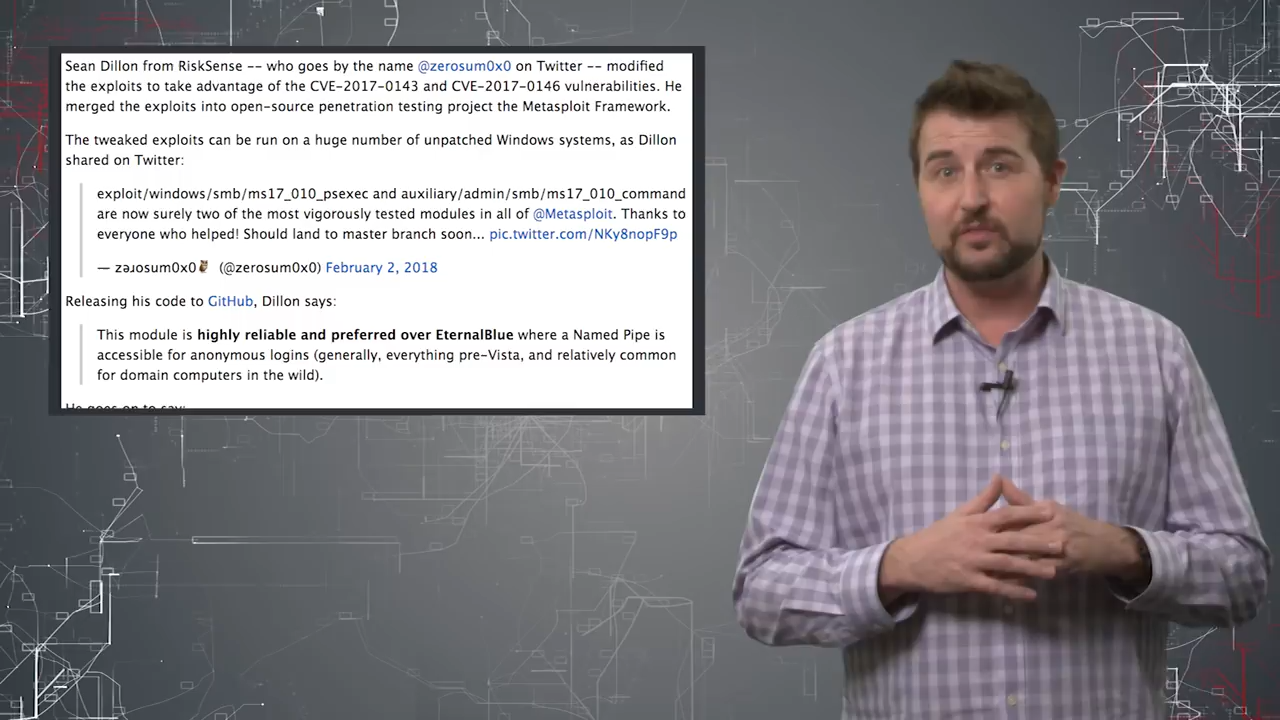 Sean Dillon from RiskSense -- who goes by the name @zerosum0x0 on Twitter -- modified
the exploits to take advantage of the CVE-2017-0143 and CVE-2017-0146 vulnerabilities. He
merged the exploits into open-source penetration testing project the Metasploit Framework.
The tweaked exploits can be run on a huge number of unpatched Windows systems, as Dillon
shared on Twitter:
exploit/windows/smb/ms17_010_psexec and auxiliary/admin/smb/ms17_010_command
are now surely two of the most vigorously tested modules in all of @Metasploit. Thanks to
everyone who helped! Should land to master branch soon... pic.twitter.com/NKy8nopF9p
— zəɹosum0x0🦉 (@zerosum0x0) February 2, 2018
Releasing his code to GitHub, Dillon says:
This module is highly reliable and preferred over EternalBlue where a Named Pipe is
accessible for anonymous logins (generally, everything pre-Vista, and relatively common
for domain computers in the wild).
He goes on to say: